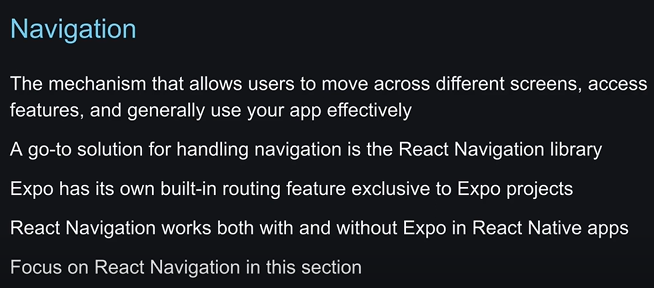 Navigation
The mechanism that allows users to move across different screens, access
features, and generally use your app effectively
A go-to solution for handling navigation is the React Navigation library
Expo has its own built-in routing feature exclusive to Expo projects
React Navigation works both with and without Expo in React Native apps
Focus on React Navigation in this section